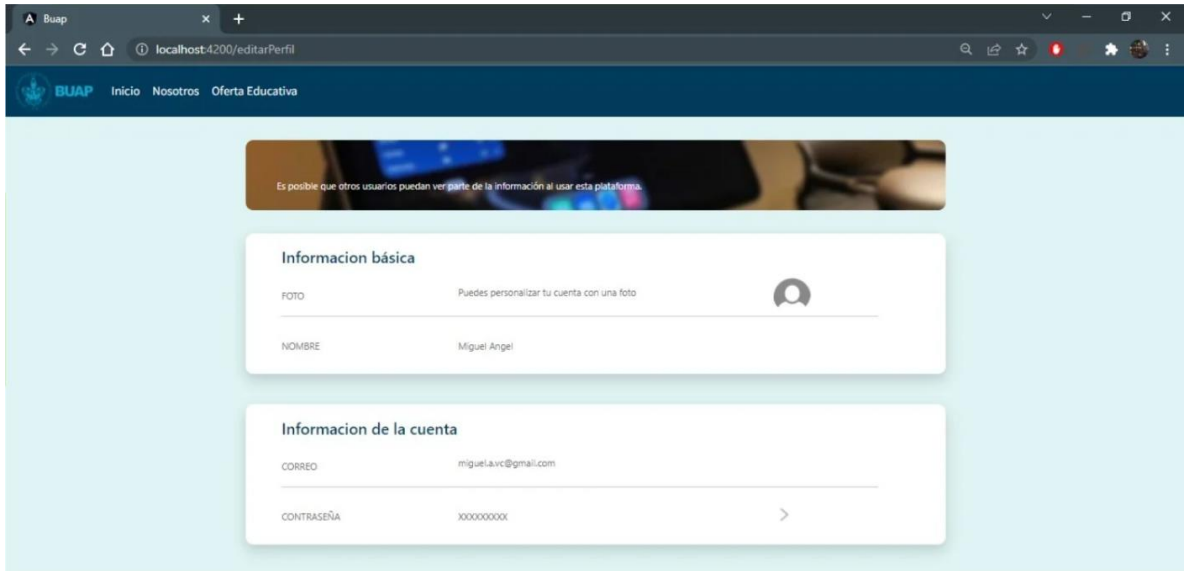 Buap
localhost:4200/editarPerfil
BUAP Inicio Nosotros Oferta Educativa
Es posible que otros usuarios puedan ver parte de la información al usar esta plataforma.
Informacion básica
FOTO Puedes personalizar tu cuenta con una foto
NOMBRE Miguel Angel
Informacion de la cuenta
CORREO miguel.a.vc@gmail.com
CONTRASEÑA xxxxxxxxxx